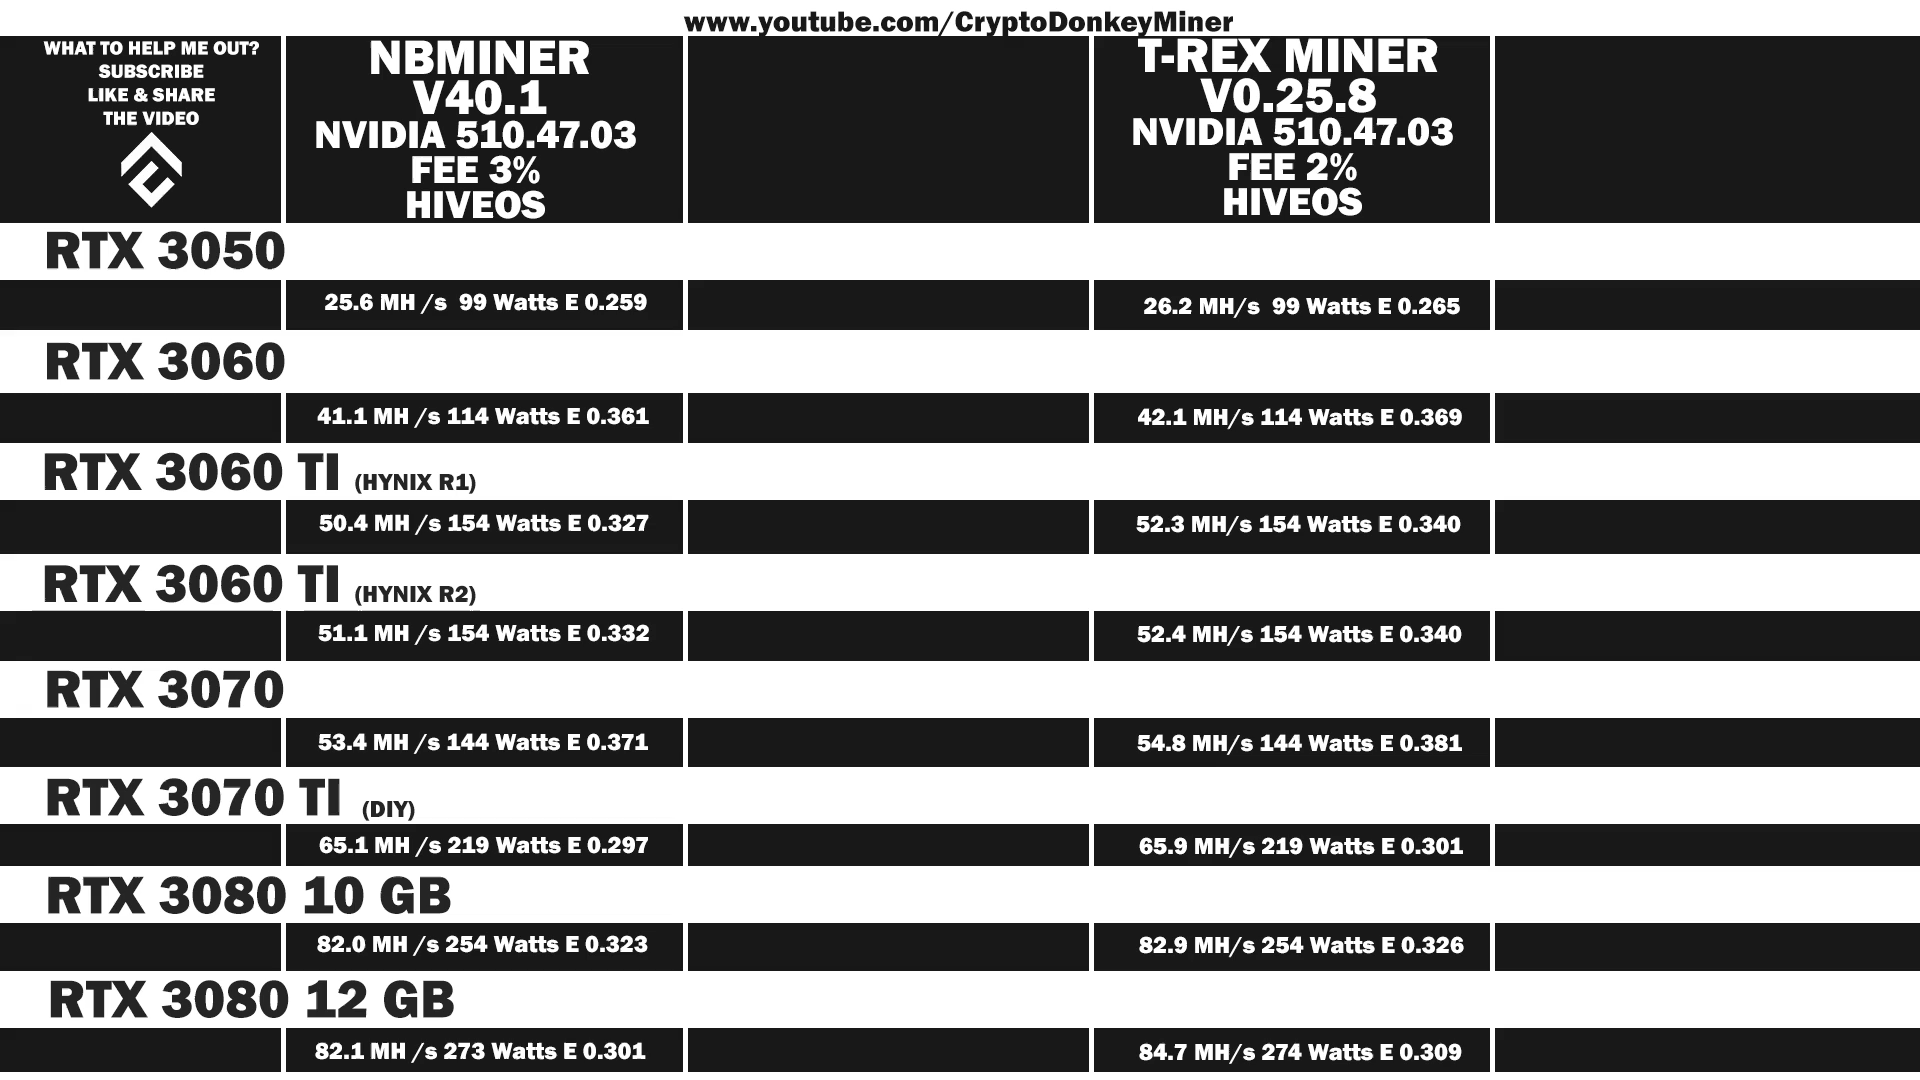 www.youtube.com/CryptoDonkeyMiner
WHAT TO HELP ME OUT?
SUBSCRIBE
LIKE & SHARE
THE VIDEO
NBMINER
V40.1
NVIDIA 510.47.03
FEE 3%
HIVEOS
T-REX MINER
V0.25.8
NVIDIA 510.47.03
FEE 2%
HIVEOS
RTX 3050
25.6 MH /s  99 Watts E 0.259
26.2 MH/s  99 Watts E 0.265
RTX 3060
41.1 MH /s 114 Watts E 0.361
42.1 MH/s 114 Watts E 0.369
RTX 3060 TI (HYNIX R1)
50.4 MH /s 154 Watts E 0.327
52.3 MH/s 154 Watts E 0.340
RTX 3060 TI (HYNIX R2)
51.1 MH /s 154 Watts E 0.332
52.4 MH/s 154 Watts E 0.340
RTX 3070
53.4 MH /s 144 Watts E 0.371
54.8 MH/s 144 Watts E 0.381
RTX 3070 TI (DIY)
65.1 MH /s 219 Watts E 0.297
65.9 MH/s 219 Watts E 0.301
RTX 3080 10 GB
82.0 MH /s 254 Watts E 0.323
82.9 MH/s 254 Watts E 0.326
RTX 3080 12 GB
82.1 MH /s 273 Watts E 0.301
84.7 MH/s 274 Watts E 0.309